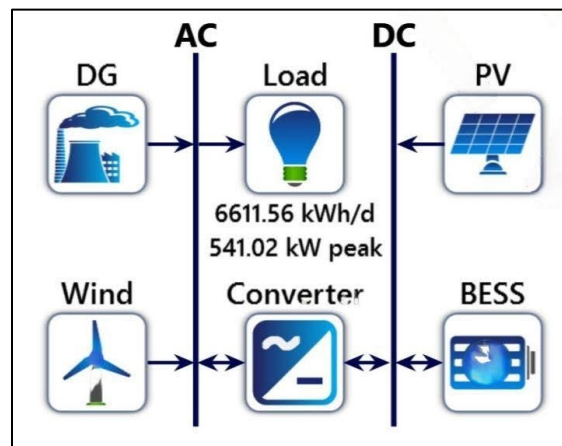 AC DC
DG Load PV
6611.56 kWh/d
541.02 kW peak
Wind Converter BESS